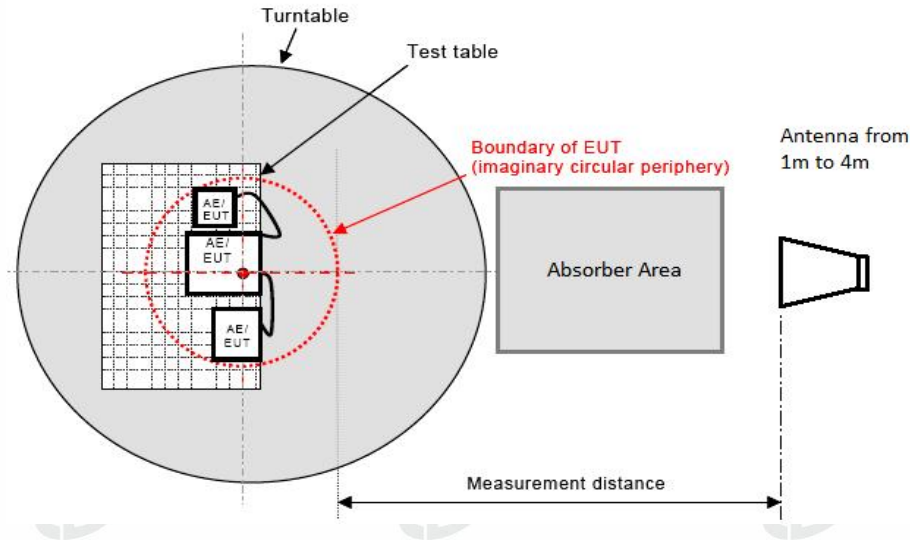 Turntable
Test table
Boundary of EUT
(imaginary circular periphery)
Antenna from
1m to 4m
AE/
EUT
AE/
EUT
AE/
EUT
Absorber Area
Measurement distance